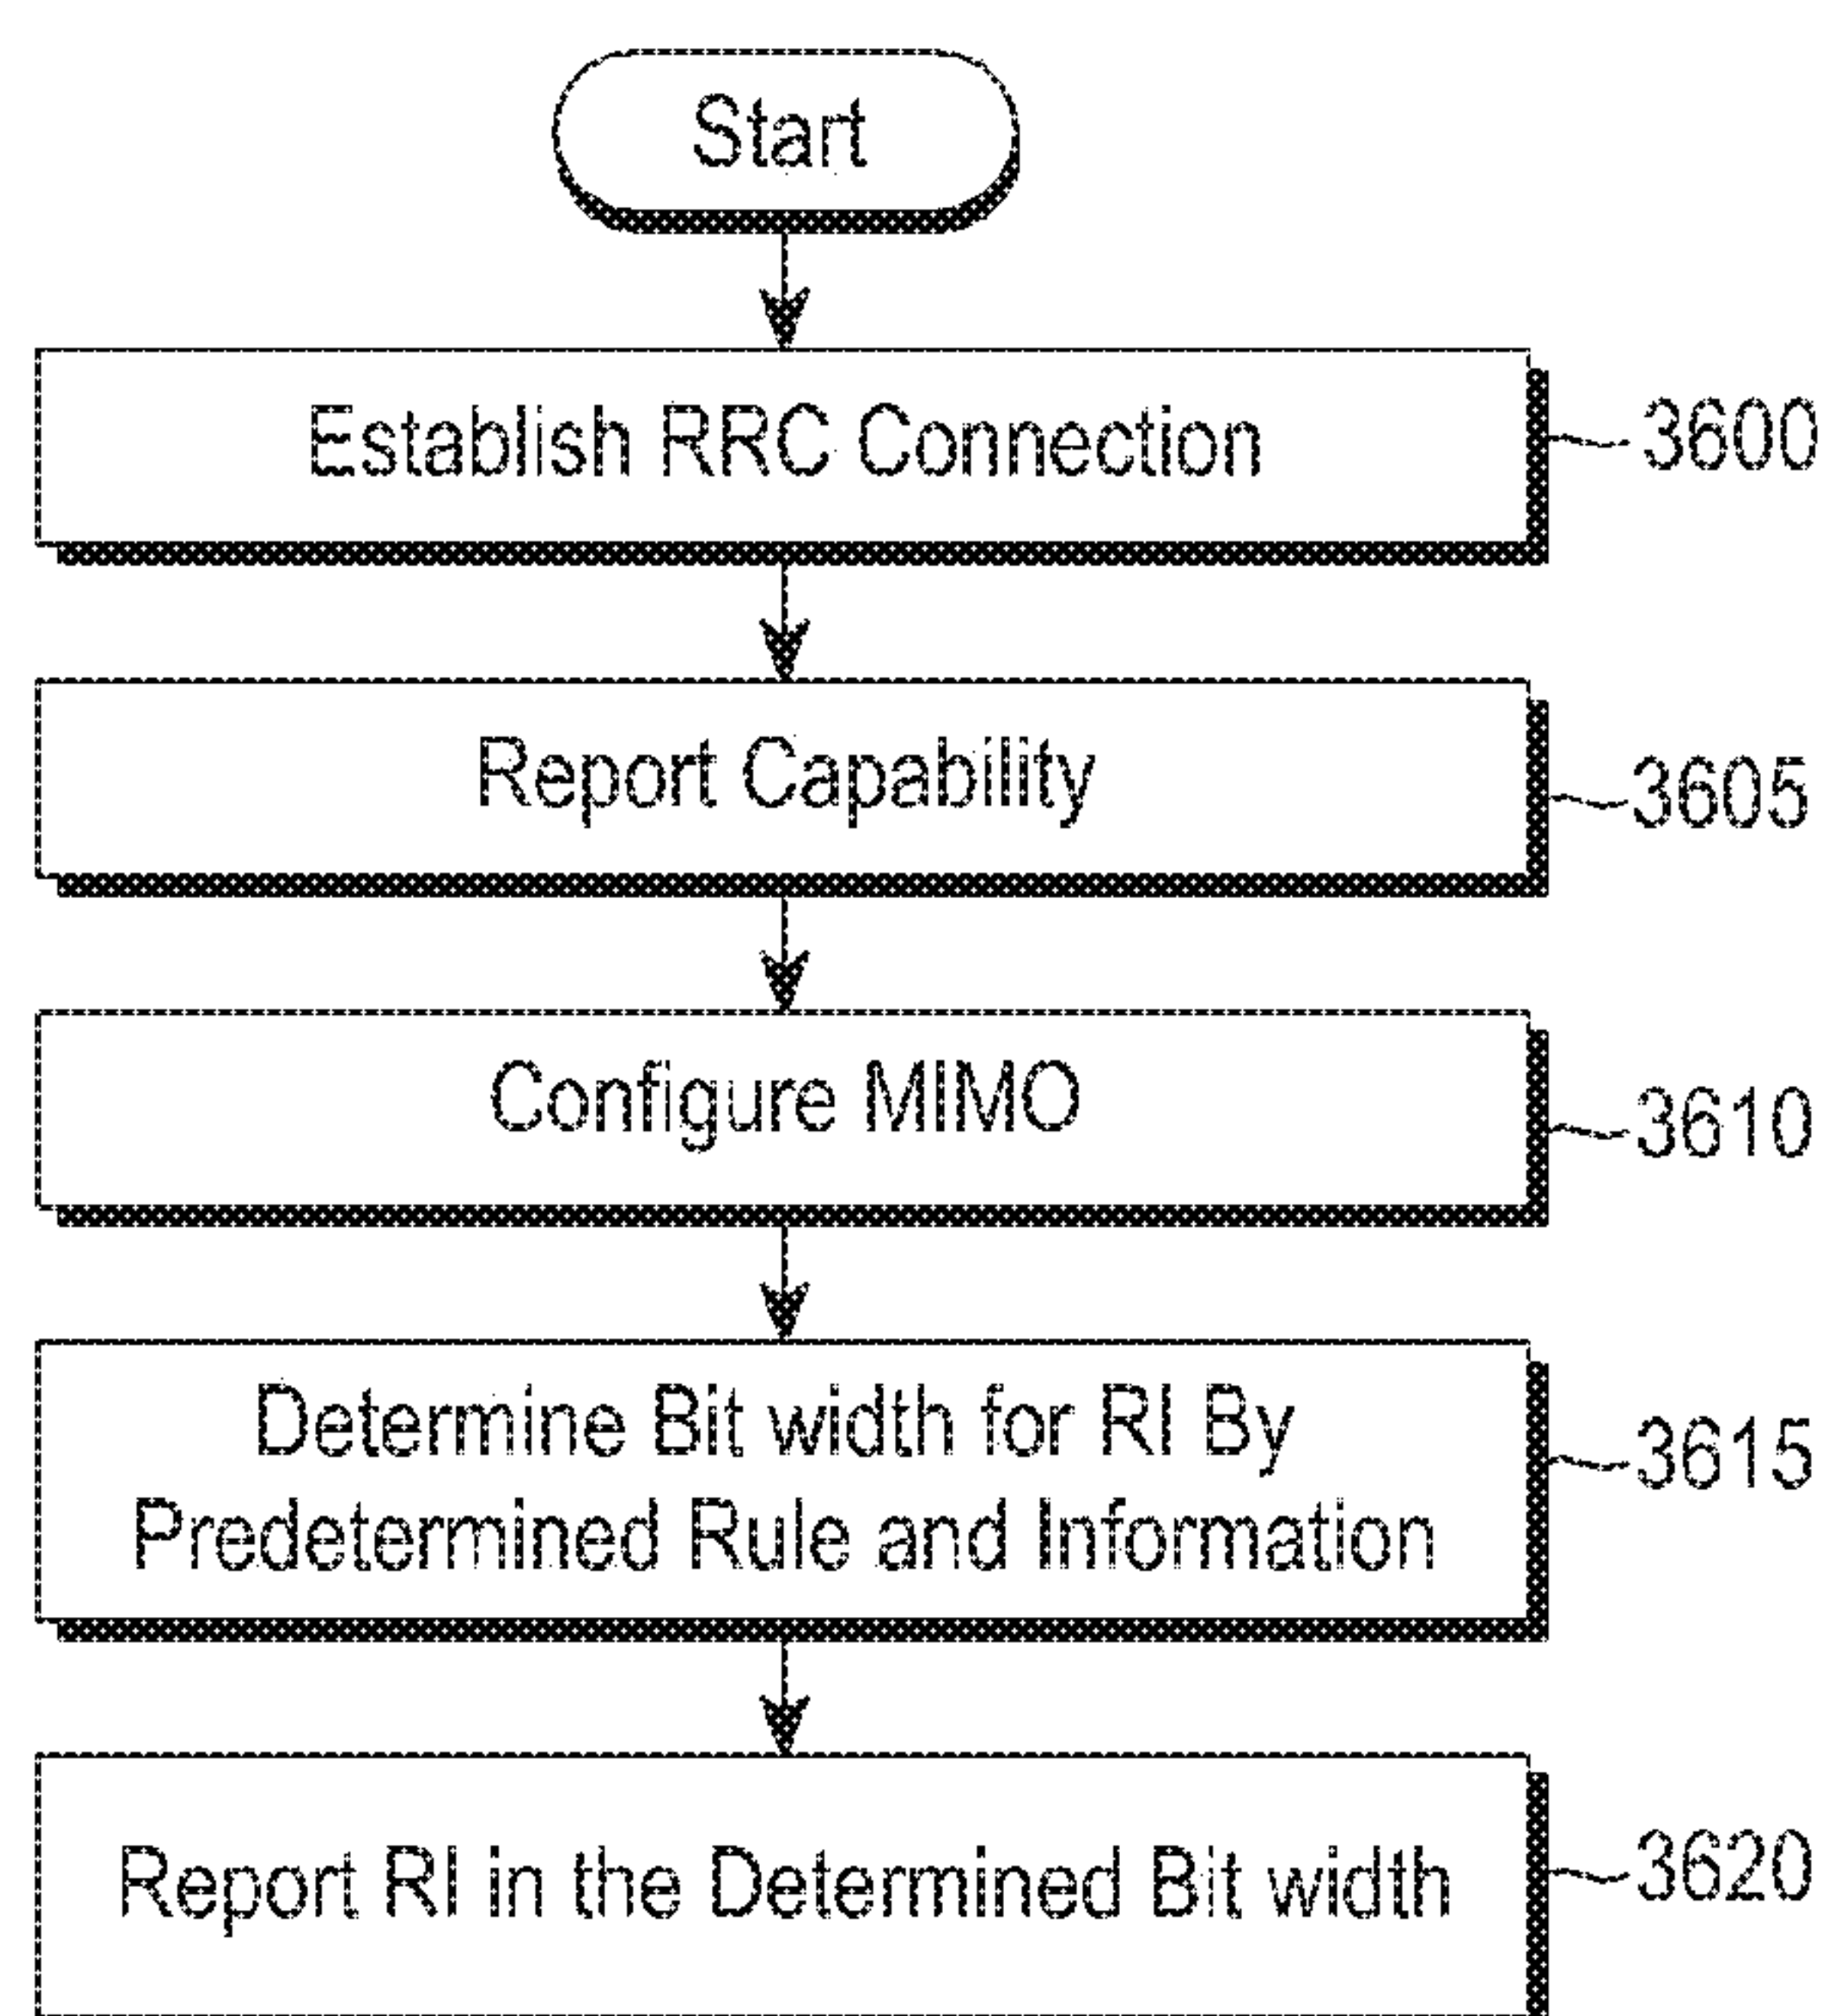 Start
Establish RRC Connection
3600
Report Capability
3605
Configure MIMO
3610
Determine Bit width for RI By
Predetermined Rule and Information
3615
Report RI in the Determined Bit width
3620